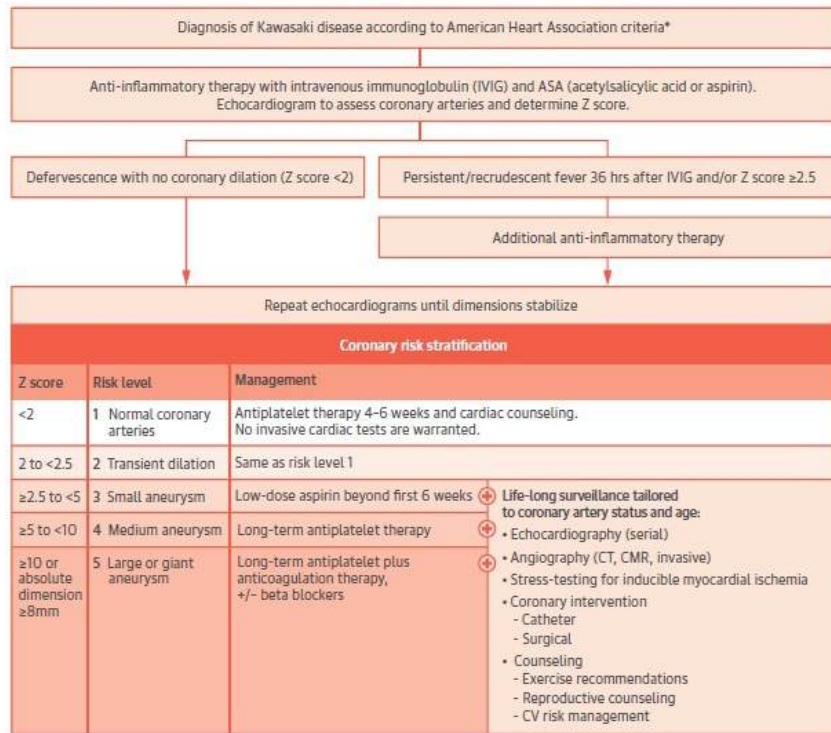 Diagnosis of Kawasaki disease according to American Heart Association criteria*
Anti-inflammatory therapy with intravenous immunoglobulin (IVIG) and ASA (acetylsalicylic acid or aspirin).
Echocardiogram to assess coronary arteries and determine Z score.
Defervescence with no coronary dilation (Z score <2)
Persistent/recrudescent fever 36 hrs after IVIG and/or Z score ≥2.5
Additional anti-inflammatory therapy
Repeat echocardiograms until dimensions stabilize
Coronary risk stratification
Z score
Risk level
Management
<2
1 Normal coronary
arteries
Antiplatelet therapy 4-6 weeks and cardiac counseling.
No invasive cardiac tests are warranted.
2 to <2.5
2 Transient dilation
Same as risk level 1
≥2.5 to <5
3 Small aneurysm
Low-dose aspirin beyond first 6 weeks
≥5 to <10
4 Medium aneurysm
Long-term antiplatelet therapy
≥10 or
absolute
dimension
≥8mm
5 Large or giant
aneurysm
Long-term antiplatelet plus
anticoagulation therapy,
+/- beta blockers
Life-long surveillance tailored
to coronary artery status and age:
• Echocardiography (serial)
• Angiography (CT, CMR, invasive)
• Stress-testing for inducible myocardial ischemia
• Coronary intervention
- Catheter
- Surgical
• Counseling
- Exercise recommendations
- Reproductive counseling
- CV risk management